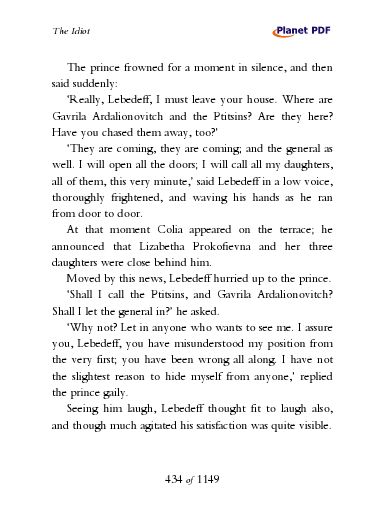 The Idiot
Planet PDF
The prince frowned for a moment in silence, and then
said suddenly:
'Really, Lebedeff, I must leave your house. Where are
Gavrila Ardalionovitch and the Ptitsins? Are they here?
Have you chased them away, too?'
'They are coming, they are coming; and the general as
well. I will open all the doors; I will call all my daughters,
all of them, this very minute,' said Lebedeff in a low voice,
thoroughly frightened, and waving his hands as he ran
from door to door.
At that moment Colia appeared on the terrace; he
announced that Lizabetha Prokofievna and her three
daughters were close behind him.
Moved by this news, Lebedeff hurried up to the prince.
'Shall I call the Ptitsins, and Gavrila Ardalionovitch?
Shall I let the general in?' he asked.
'Why not? Let in anyone who wants to see me. I assure
you, Lebedeff, you have misunderstood my position from
the very first; you have been wrong all along. I have not
the slightest reason to hide myself from anyone,' replied
the prince gaily.
Seeing him laugh, Lebedeff thought fit to laugh also,
and though much agitated his satisfaction was quite visible.
434 of 1149